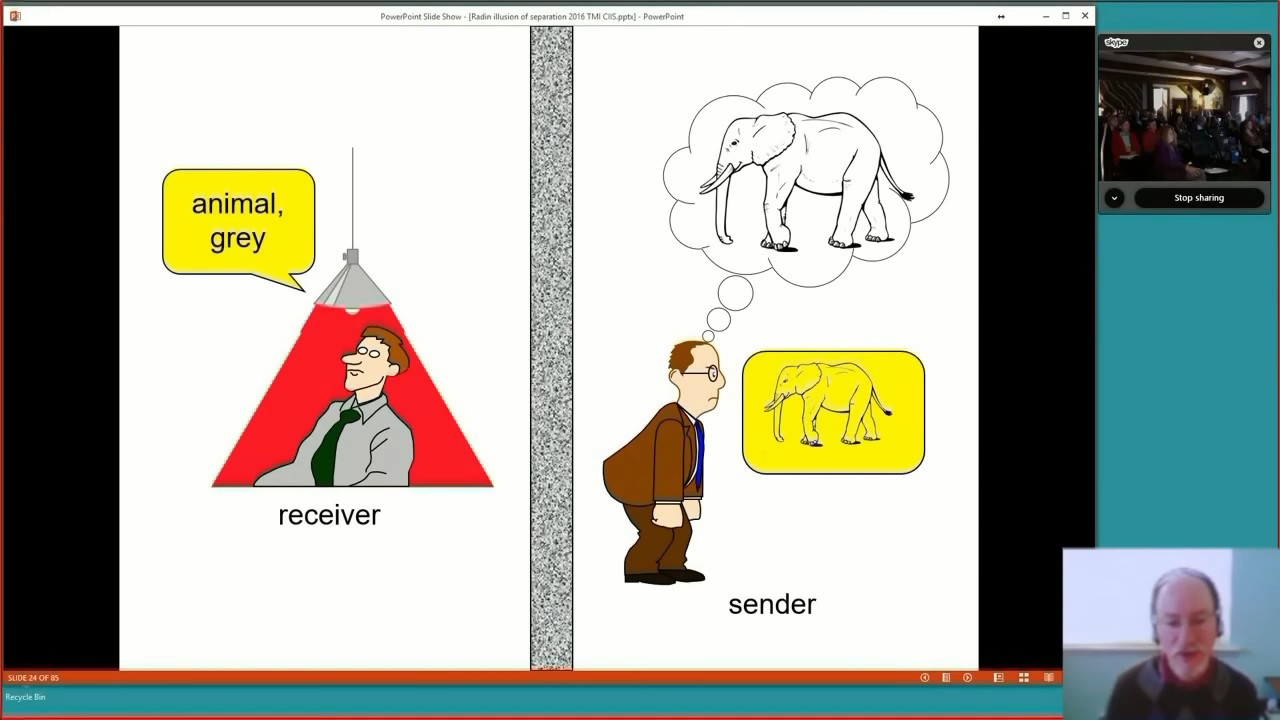 PowerPoint Slide Show - [Radin illusion of separation 2016 TMI CIIS.pptx] - PowerPoint
skype
Stop sharing
animal,
grey
receiver
sender
SLIDE 24 OF 85
Recycle Bin